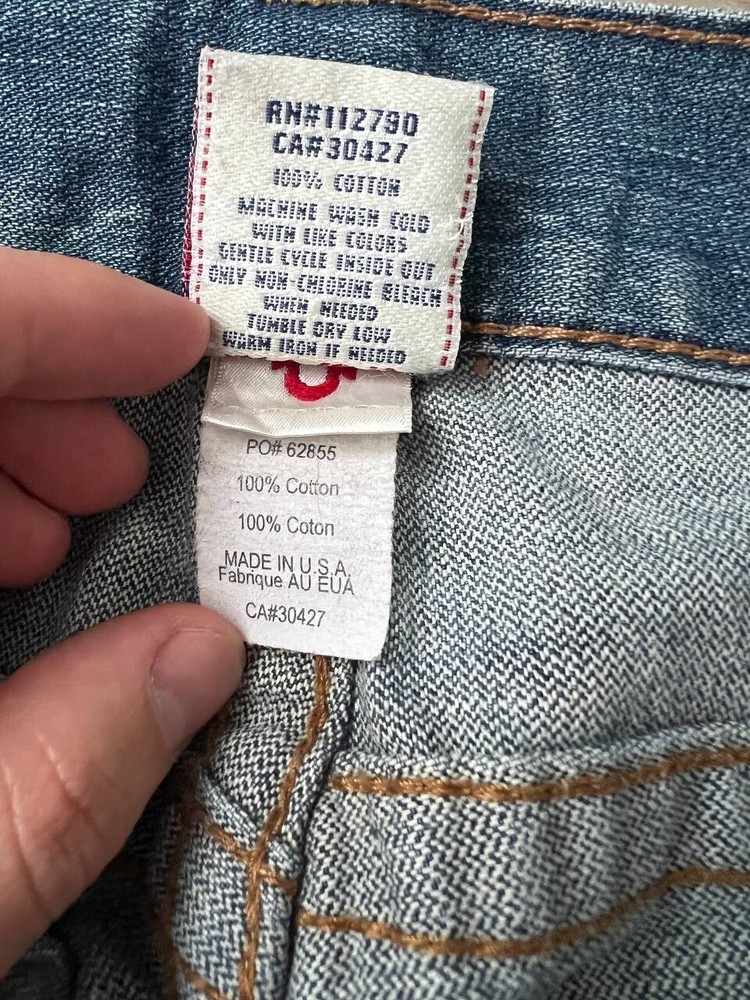 RN#112790
CA#30427
100% COTTON
MACHINE WASH COLD
WITH LIKE COLORS
GENTLE CYCLE INSIDE OUT
ONLY NON-CHLORINE BLEACH
WHEN NEEDED
TUMBLE DRY LOW
WARM IRON IF NEEDED
PO# 62855
100% Cotton
100% Coton
MADE IN U.S.A.
Fabrique AU EUA
CA#30427